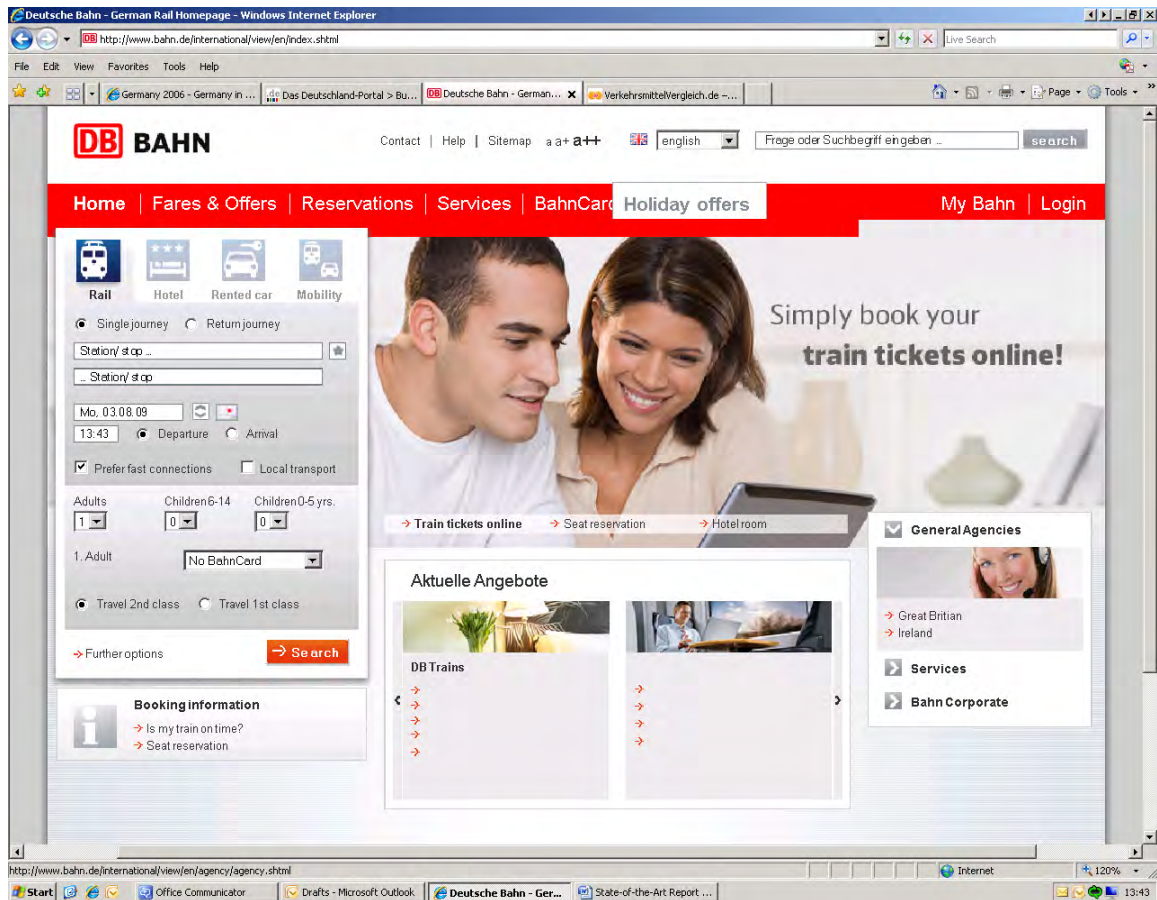 Deutsche Bahn - German Rail Homepage - Windows Internet Explorer
http://www.bahn.de/international/view/en/index.shtml
Live Search
File Edit View Favorites Tools Help
Germany 2006 - Germany in ...
Das Deutschland-Portal > Bu...
Deutsche Bahn - German...
VerkehrsmittelVergleich.de –...
Page
Tools
DB BAHN
Contact | Help | Sitemap a a+ a++
english
Frage oder Suchbegriff eingeben ...
search
Home | Fares & Offers | Reservations | Services | BahnCard
Holiday offers
My Bahn | Login
Rail Hotel Rented car Mobility
Single journey Return journey
Station/ stop ...
... Station/ stop
Mo, 03.08.09
13:43 Departure Arrival
Prefer fast connections Local transport
Adults Children 6-14 Children 0-5 yrs.
1 0 0
1. Adult No BahnCard
Travel 2nd class Travel 1st class
Further options
Search
Booking information
Is my train on time?
Seat reservation
Simply book your
train tickets online!
Train tickets online Seat reservation Hotel room
Aktuelle Angebote
DB Trains
General Agencies
Great Britian
Ireland
Services
Bahn Corporate
http://www.bahn.de/international/view/en/agency/agency.shtml
Internet
120%
Start
Office Communicator
Drafts - Microsoft Outlook
Deutsche Bahn - Ger...
State-of-the-Art Report ...
13:43